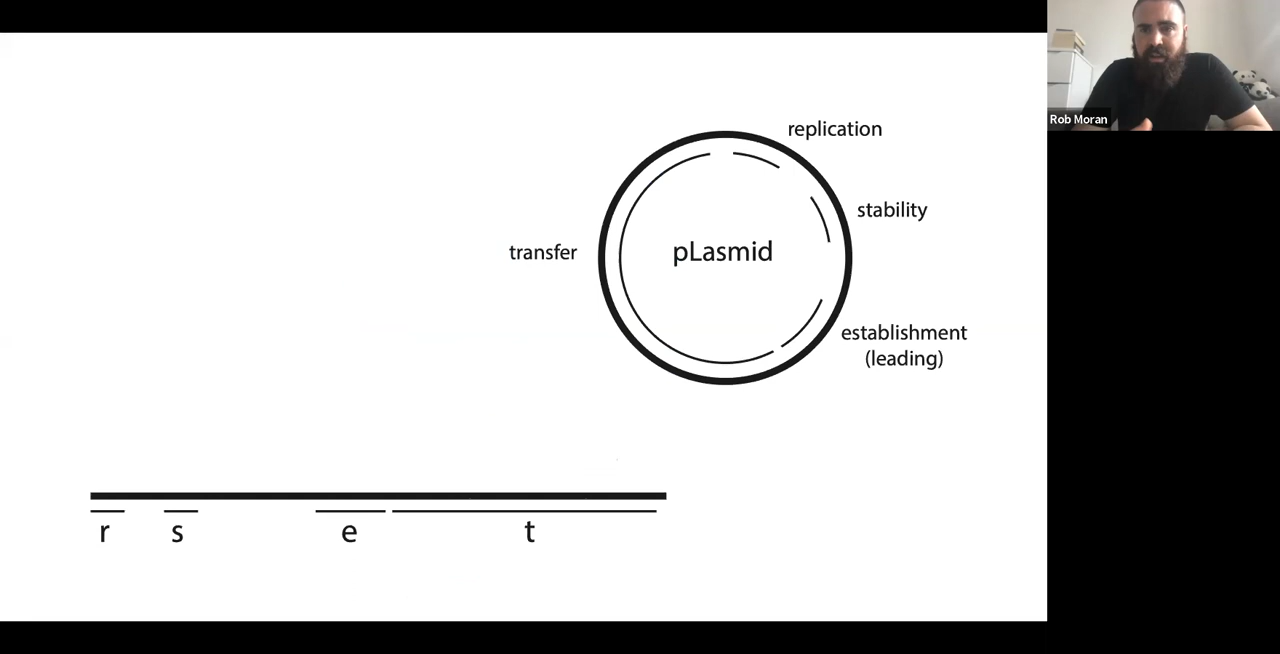 replication
stability
transfer
pLasmid
establishment
(leading)
r s e t
Rob Moran